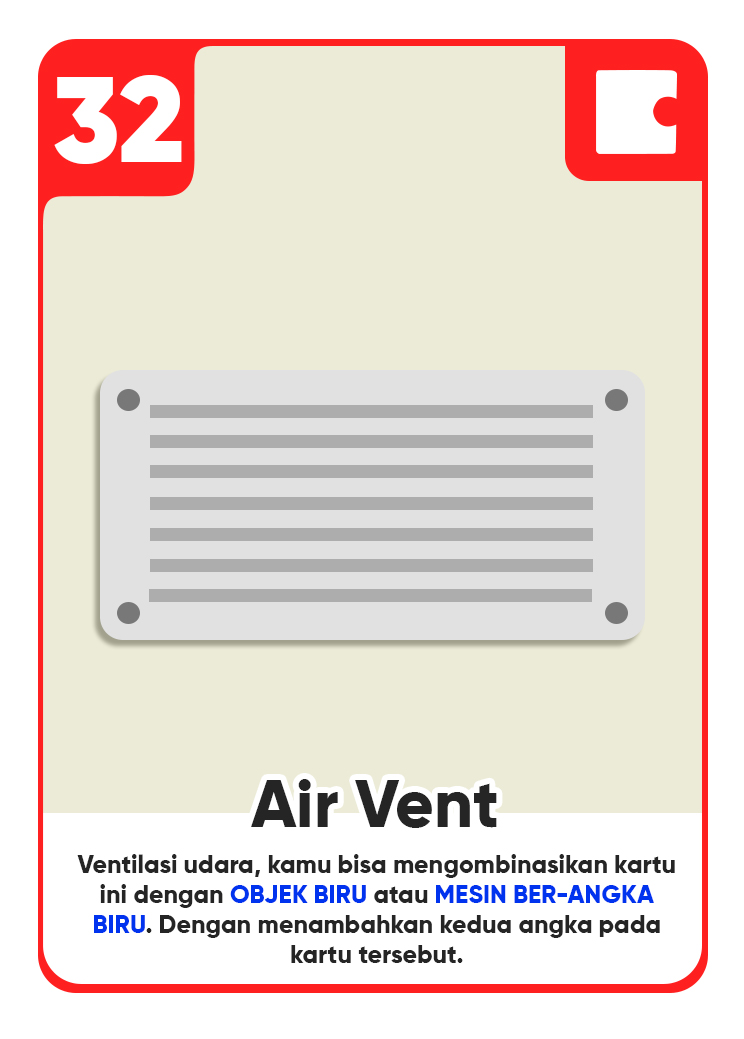 32
Air Vent
Ventilasi udara, kamu bisa mengombinasikan kartu
ini dengan OBJEK BIRU atau MESIN BER-ANGKA
BIRU. Dengan menambahkan kedua angka pada
kartu tersebut.